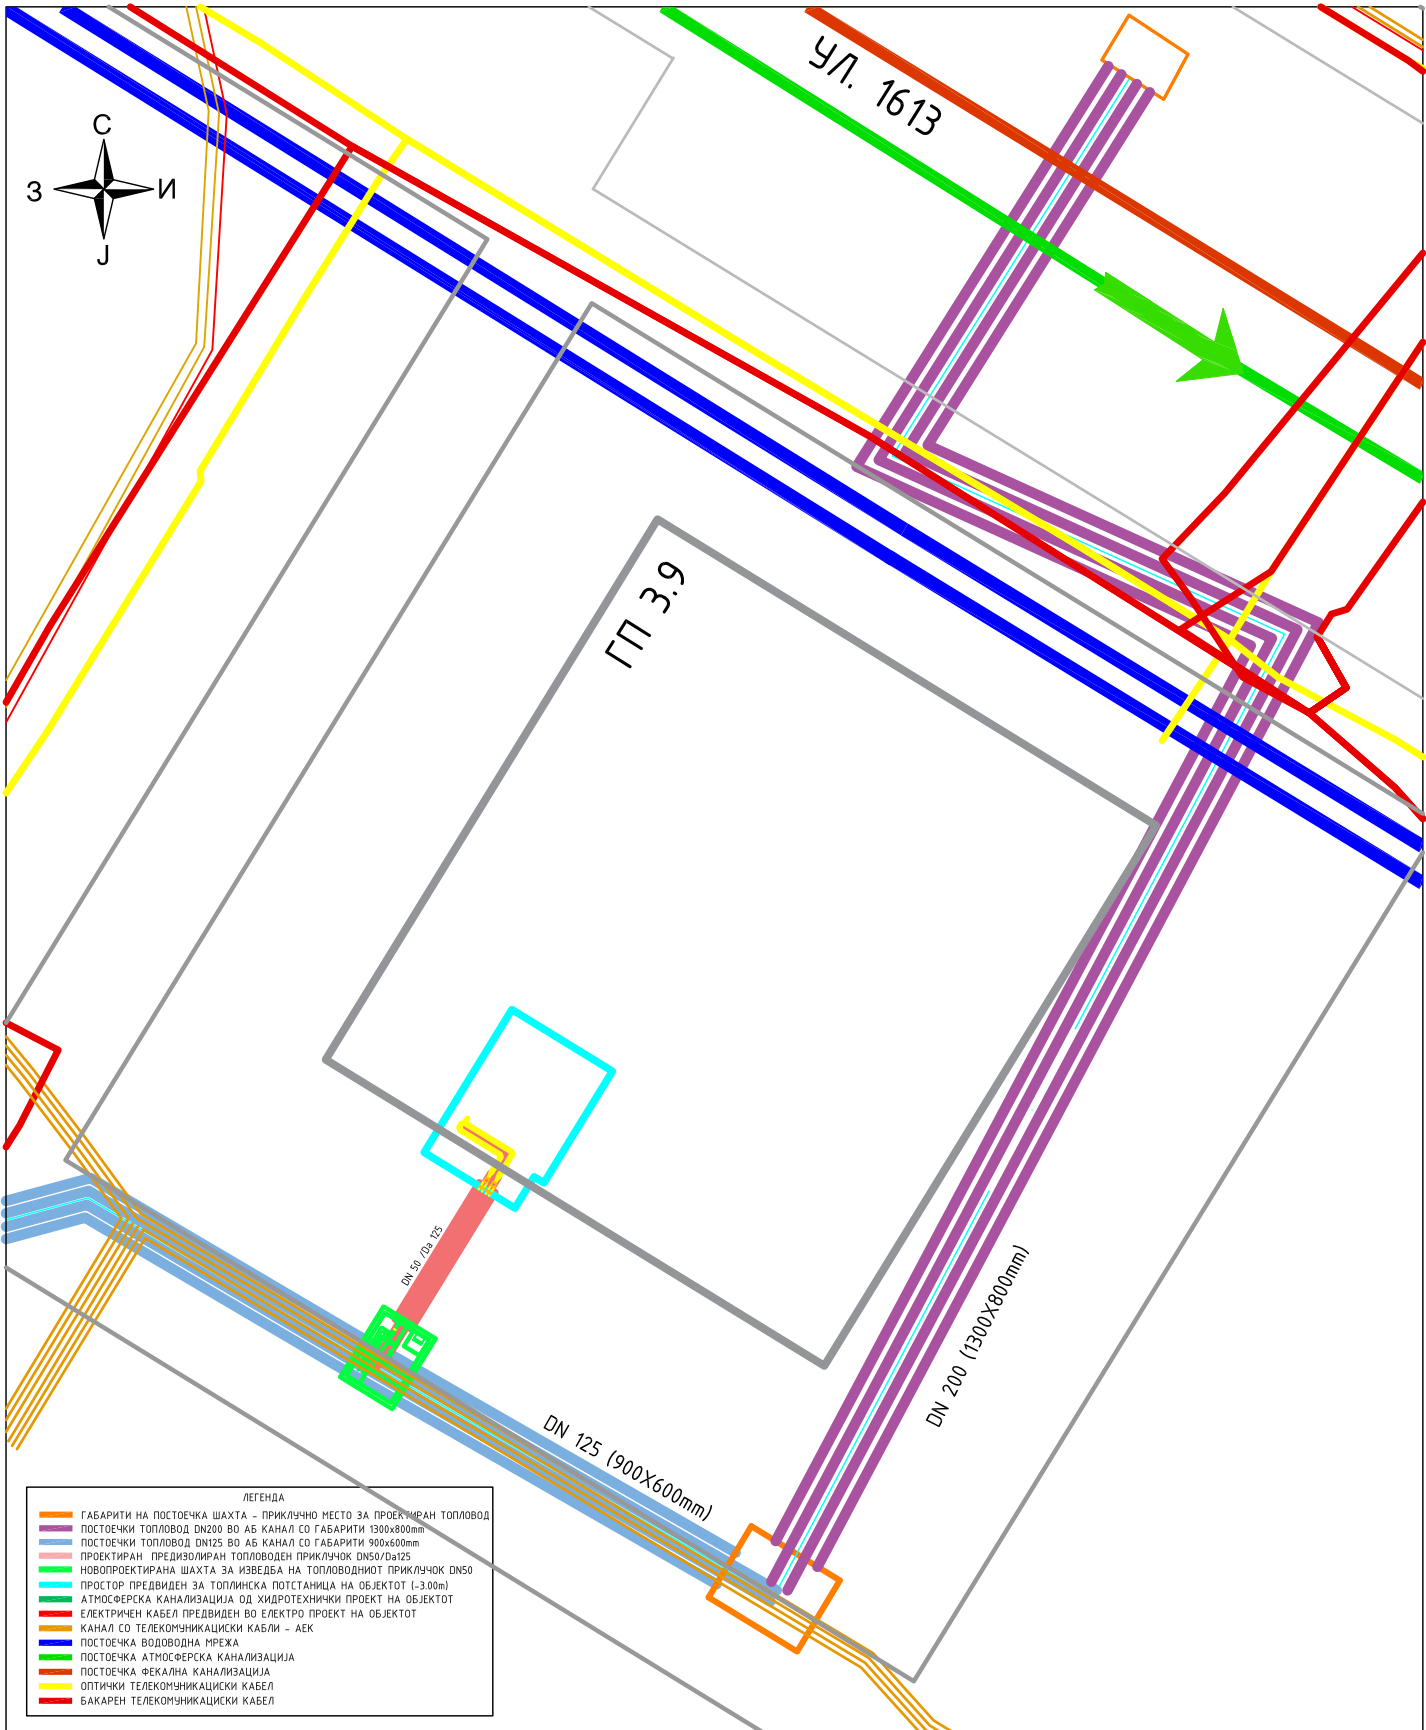 УЛ. 1613
С
З
И
Ј
ГП 3.9
DN 50 /Da 125
DN 200 (1300X800mm)
DN 125 (900X600mm)
ЛЕГЕНДА
ГАБАРИТИ НА ПОСТОЕЧКА ШАХТА - ПРИКЛУЧНО МЕСТО ЗА ПРОЕКТИРАН ТОПЛОВОД
ПОСТОЕЧКИ ТОПЛОВОД DN200 ВО АБ КАНАЛ СО ГАБАРИТИ 1300x800mm
ПОСТОЕЧКИ ТОПЛОВОД DN125 ВО АБ КАНАЛ СО ГАБАРИТИ 900x600mm
ПРОЕКТИРАН ПРЕДИЗОЛИРАН ТОПЛОВОДЕН ПРИКЛУЧОК DN50/Da125
НОВОПРОЕКТИРАНА ШАХТА ЗА ИЗВЕДБА НА ТОПЛОВОДНИОТ ПРИКЛУЧОК DN50
ПРОСТОР ПРЕДВИДЕН ЗА ТОПЛИНСКА ПОТСТАНИЦА НА ОБЈЕКТОТ (-3.00m)
АТМОСФЕРСКА КАНАЛИЗАЦИЈА ОД ХИДРОТЕХНИЧКИ ПРОЕКТ НА ОБЈЕКТОТ
ЕЛЕКТРИЧЕН КАБЕЛ ПРЕДВИДЕН ВО ЕЛЕКТРО ПРОЕКТ НА ОБЈЕКТОТ
КАНАЛ СО ТЕЛЕКОМУНИКАЦИСКИ КАБЛИ - АЕК
ПОСТОЕЧКА ВОДОВОДНА МРЕЖА
ПОСТОЕЧКА АТМОСФЕРСКА КАНАЛИЗАЦИЈА
ПОСТОЕЧКА ФЕКАЛНА КАНАЛИЗАЦИЈА
ОПТИЧКИ ТЕЛЕКОМУНИКАЦИСКИ КАБЕЛ
БАКАРЕН ТЕЛЕКОМУНИКАЦИСКИ КАБЕЛ